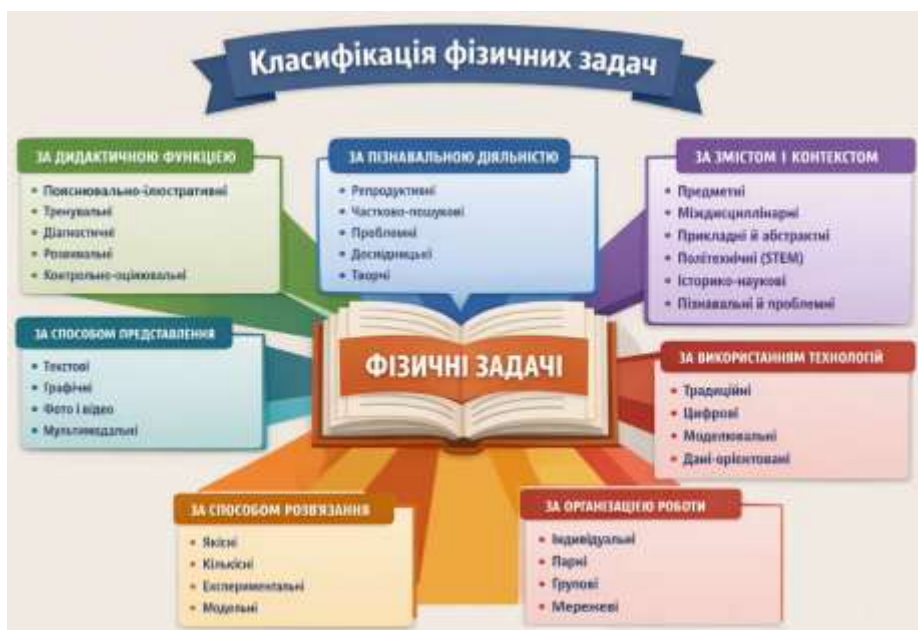 Класифікація фізичних задач
ЗА ДИДАКТИЧНОЮ ФУНКЦІЄЮ
• Пояснювально-ілюстративні
• Тренувальні
• Діагностичні
• Розвивальні
• Контрольно-оцінювальні
ЗА ПІЗНАВАЛЬНОЮ ДІЯЛЬНІСТЮ
• Репродуктивні
• Частково-пошукові
• Проблемні
• Дослідницькі
• Творчі
ЗА ЗМІСТОМ І КОНТЕКСТОМ
• Предметні
• Міждисциплінарні
• Прикладні й абстрактні
• Політехнічні (STEM)
• Історико-наукові
• Пізнавальні й проблемні
ЗА СПОСОБОМ ПРЕДСТАВЛЕННЯ
• Текстові
• Графічні
• Фото і відео
• Мультимодальні
ФІЗИЧНІ ЗАДАЧІ
ЗА ВИКОРИСТАННЯМ ТЕХНОЛОГІЙ
• Традиційні
• Цифрові
• Моделювальні
• Дані-орієнтовані
ЗА СПОСОБОМ РОЗВ'ЯЗАННЯ
• Якісні
• Кількісні
• Експериментальні
• Модельні
ЗА ОРГАНІЗАЦІЄЮ РОБОТИ
• Індивідуальні
• Парні
• Групові
• Мережеві